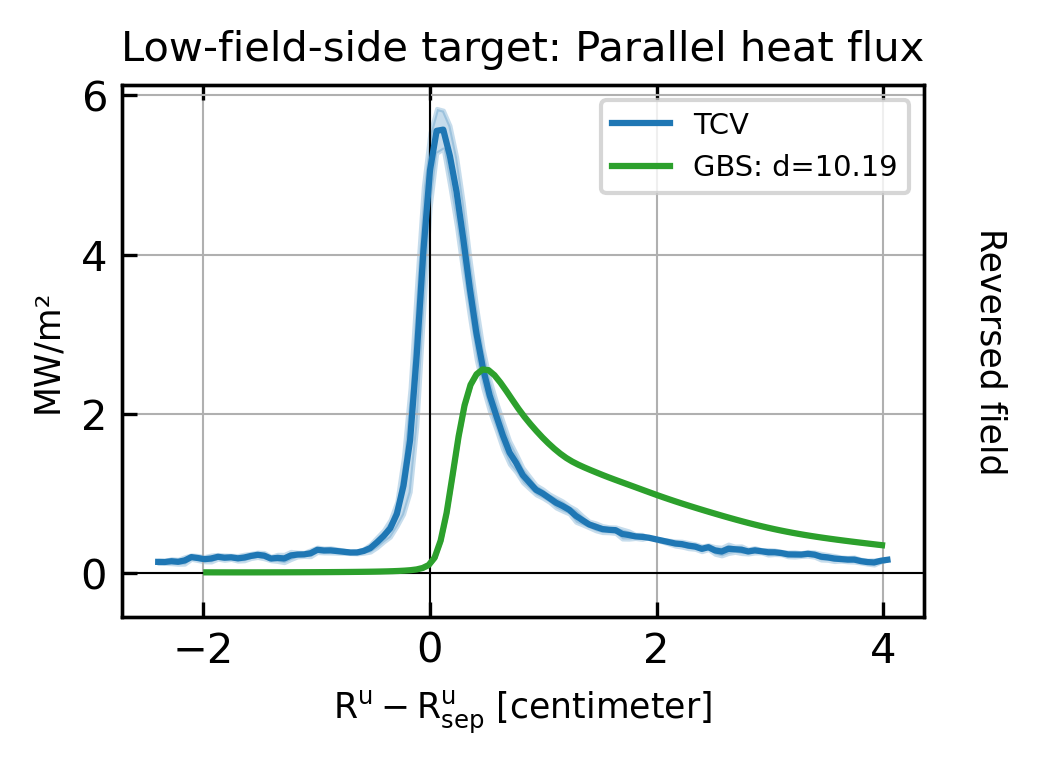 Low-field-side target: Parallel heat flux
6
4
2
0
MW/m²
TCV
GBS: d=10.19
Reversed field
−2
0
2
4
Rᵘ − Rᵘsep [centimeter]